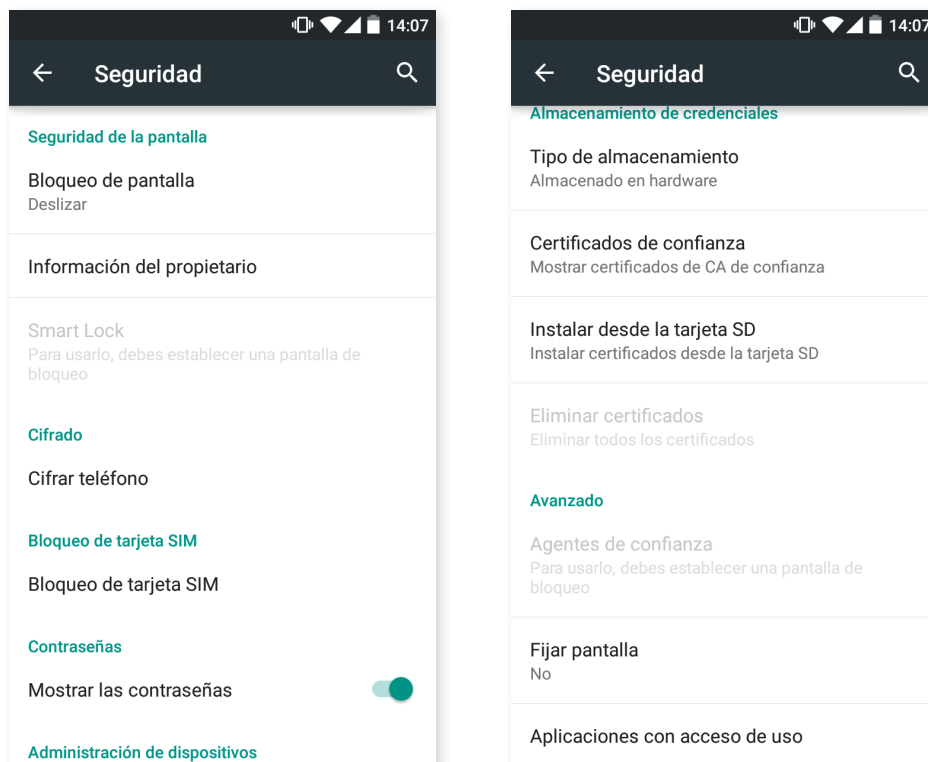 14:07
Seguridad
Seguridad de la pantalla
Bloqueo de pantalla
Deslizar
Información del propietario
Smart Lock
Para usarlo, debes establecer una pantalla de
bloqueo
Cifrado
Cifrar teléfono
Bloqueo de tarjeta SIM
Bloqueo de tarjeta SIM
Contraseñas
Mostrar las contraseñas
Administración de dispositivos
14:07
Seguridad
Almacenamiento de credenciales
Tipo de almacenamiento
Almacenado en hardware
Certificados de confianza
Mostrar certificados de CA de confianza
Instalar desde la tarjeta SD
Instalar certificados desde la tarjeta SD
Eliminar certificados
Eliminar todos los certificados
Avanzado
Agentes de confianza
Para usarlo, debes establecer una pantalla de
bloqueo
Fijar pantalla
No
Aplicaciones con acceso de uso